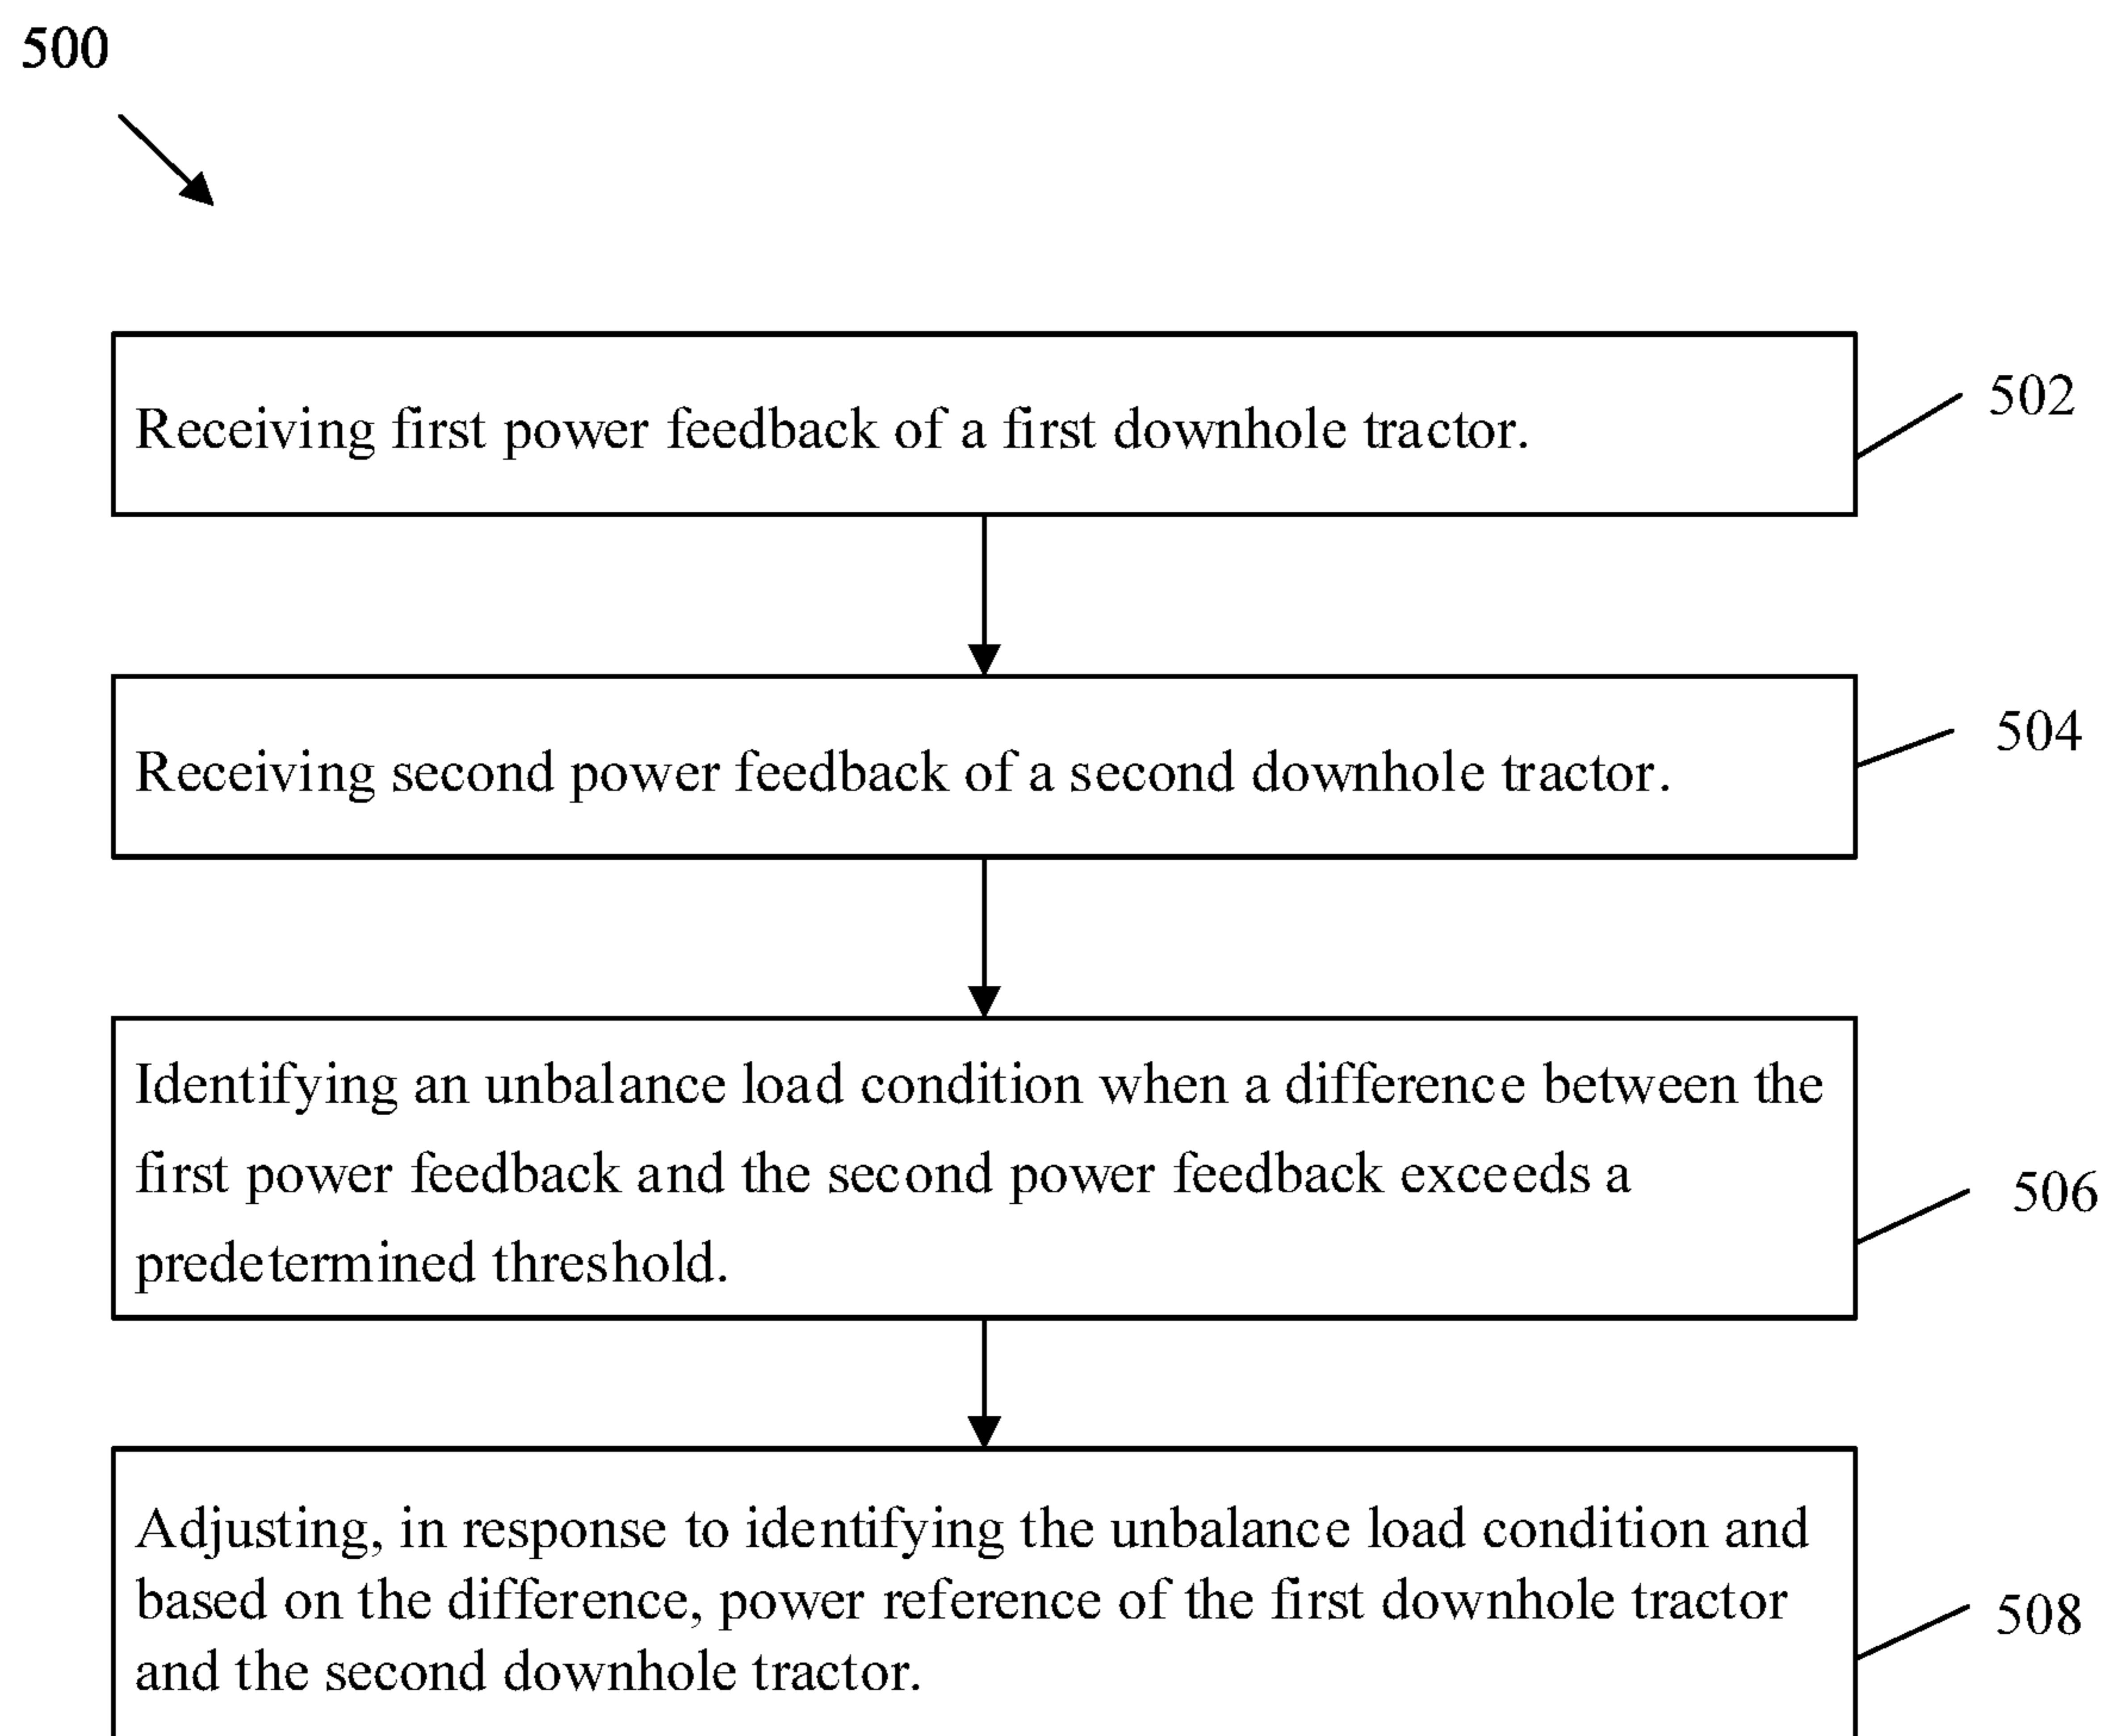 500
Receiving first power feedback of a first downhole tractor.
502
Receiving second power feedback of a second downhole tractor.
504
Identifying an unbalance load condition when a difference between the
first power feedback and the second power feedback exceeds a
predetermined threshold.
506
Adjusting, in response to identifying the unbalance load condition and
based on the difference, power reference of the first downhole tractor
and the second downhole tractor.
508